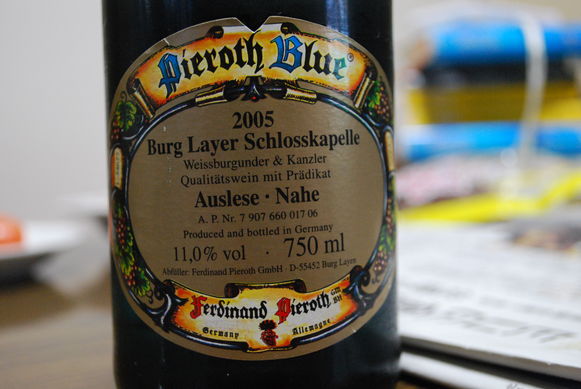 Pieroth Blue®
2005
Burg Layer Schlosskapelle
Weissburgunder & Kanzler
Qualitätswein mit Prädikat
Auslese · Nahe
A. P. Nr. 7 907 660 017 06
Produced and bottled in Germany
11,0% vol · 750 ml
Abfüller: Ferdinand Pieroth GmbH · D-55452 Burg Layen
Ferdinand Pieroth GMBH
Germany Allemagne